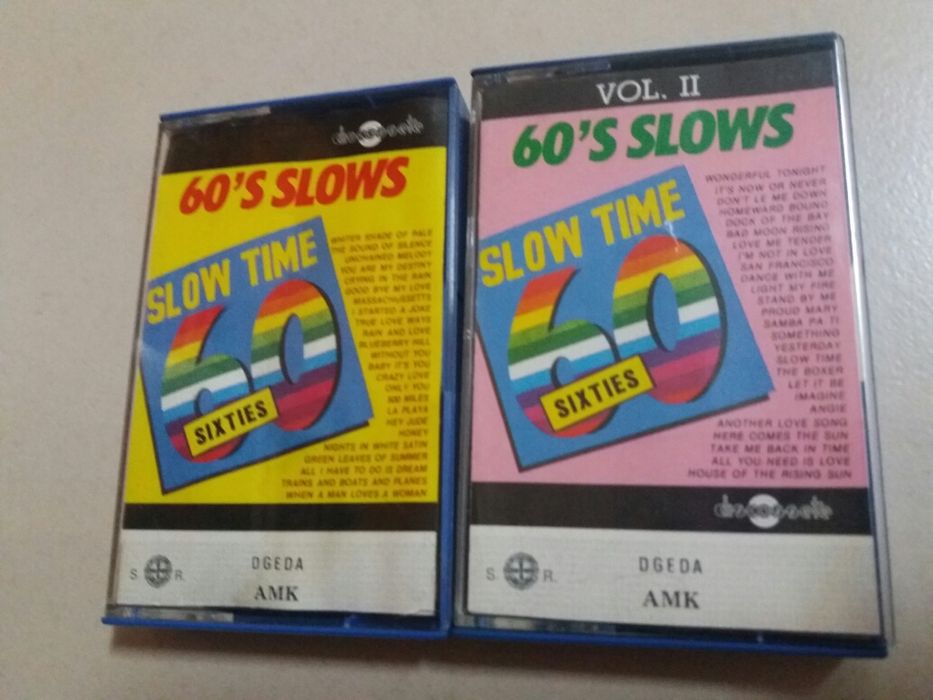 discossete
60'S SLOWS
SLOW TIME
60
SIXTIES
WHITER SHADE OF PALE
THE SOUND OF SILENCE
UNCHAINED MELODY
YOU ARE MY DESTINY
CRYING IN THE RAIN
GOOD BYE MY LOVE
MASSACHUSSETTS
I STARTED A JOKE
TRUE LOVE WAYS
RAIN AND LOVE
BLUEBERRY HILL
WITHOUT YOU
BABY IT'S YOU
CRAZY LOVE
ONLY YOU
500 MILES
LA PLAYA
HEY JUDE
HONEY
NIGHTS IN WHITE SATIN
GREEN LEAVES OF SUMMER
ALL I HAVE TO DO IS DREAM
TRAINS AND BOATS AND PLANES
WHEN A MAN LOVES A WOMAN
S. R.
DGEDA
AMK
VOL. II
60'S SLOWS
SLOW TIME
60
SIXTIES
WONDERFUL TONIGHT
IT'S NOW OR NEVER
DON'T LE ME DOWN
HOMEWARD BOUND
DOCK OF THE BAY
BAD MOON RISING
LOVE ME TENDER
I'M NOT IN LOVE
SAN FRANCISCO
DANCE WITH ME
LIGHT MY FIRE
STAND BY ME
PROUD MARY
SAMBA PA TI
SOMETHING
YESTERDAY
SLOW TIME
THE BOXER
LET IT BE
IMAGINE
ANGIE
ANOTHER LOVE SONG
HERE COMES THE SUN
TAKE ME BACK IN TIME
ALL YOU NEED IS LOVE
HOUSE OF THE RISING SUN
discossete
S. R.
DGEDA
AMK